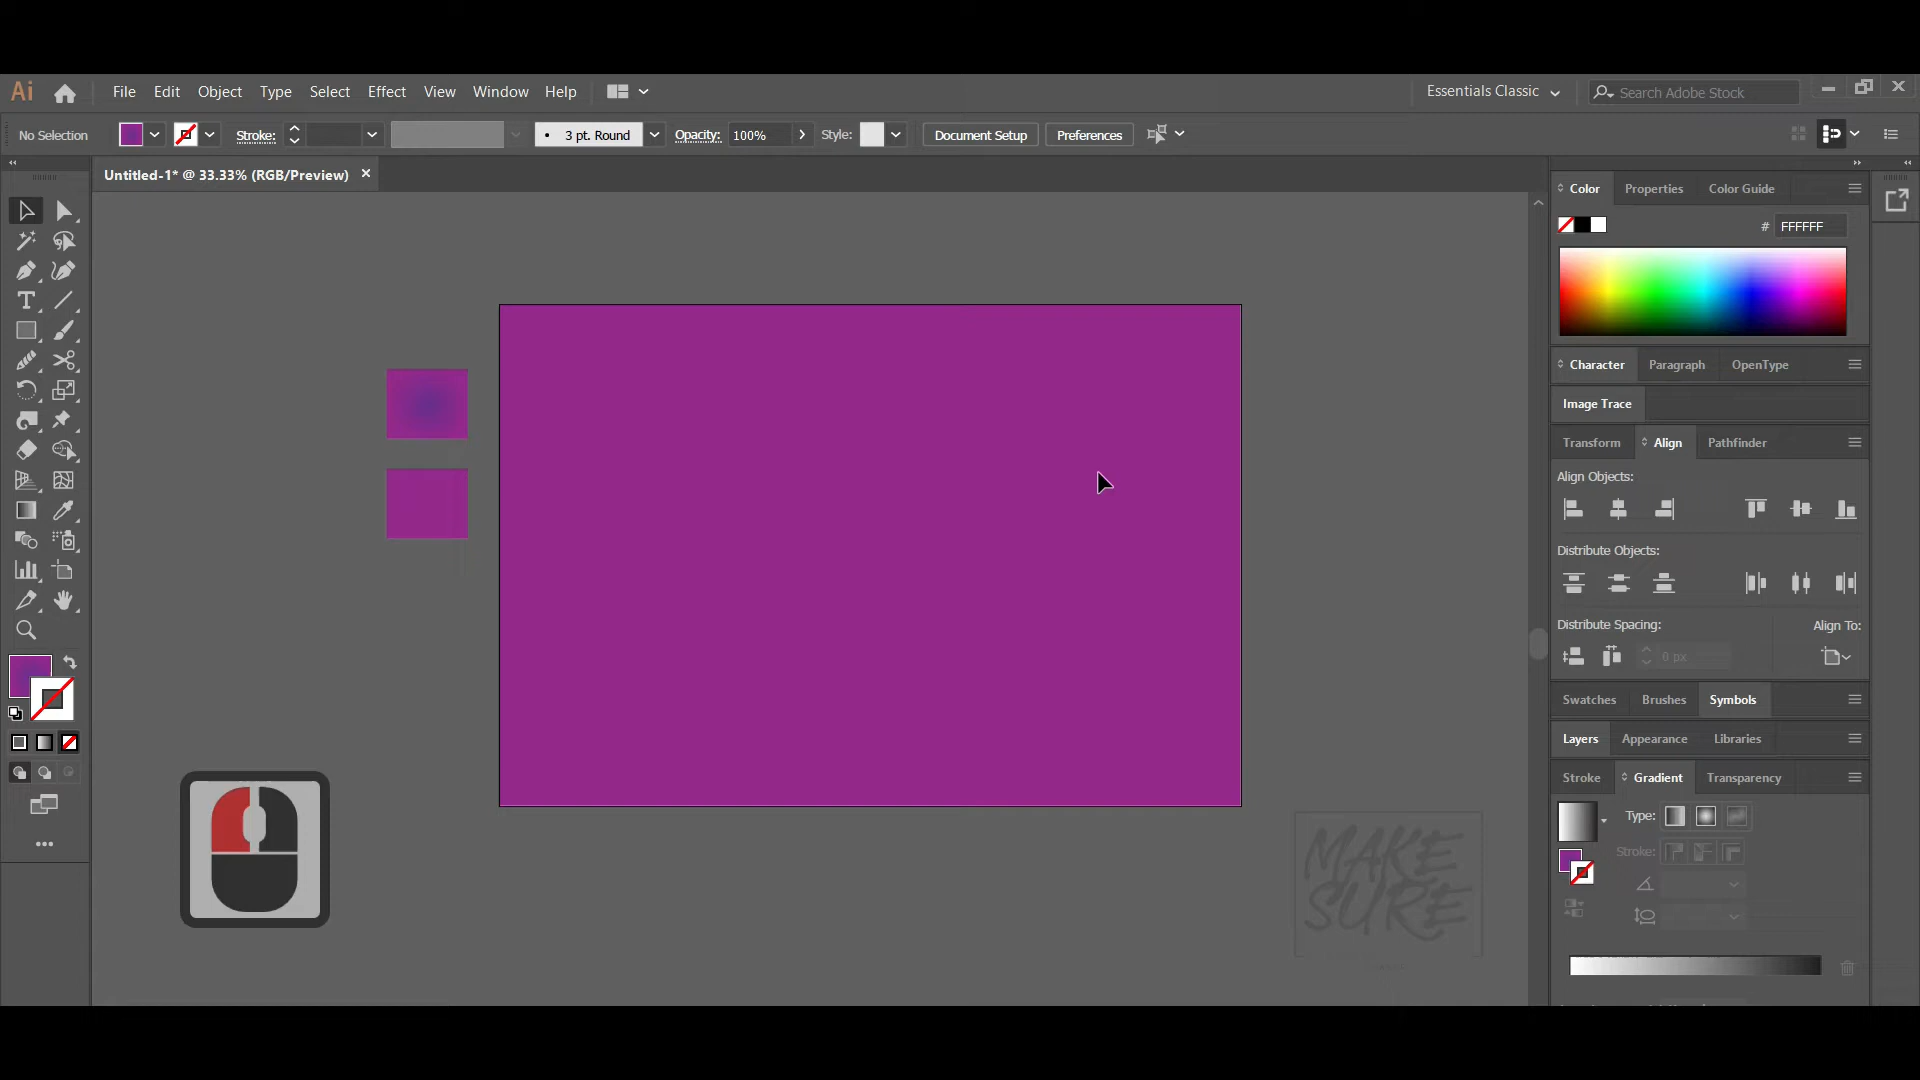 Ai File Edit Object Type Select Effect View Window Help Essentials Classic Search Adobe Stock
No Selection Stroke: 3 pt. Round Opacity: 100% Style: Document Setup Preferences
Untitled-1* @ 33.33% (RGB/Preview)
Color Properties Color Guide
# FFFFFF
Character Paragraph OpenType
Image Trace
Transform Align Pathfinder
Align Objects:
Distribute Objects:
Distribute Spacing: Align To:
0 px
Swatches Brushes Symbols
Layers Appearance Libraries
Stroke Gradient Transparency
Type:
Stroke:
MAKE
SURE